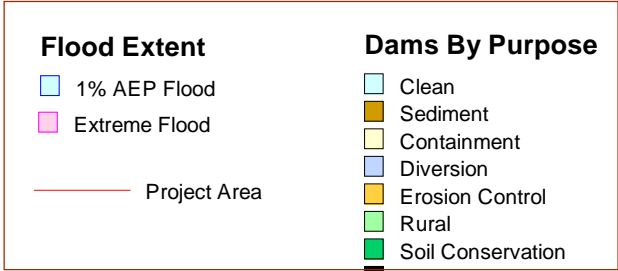 Flood Extent
1% AEP Flood
Extreme Flood
Project Area
Dams By Purpose
Clean
Sediment
Containment
Diversion
Erosion Control
Rural
Soil Conservation